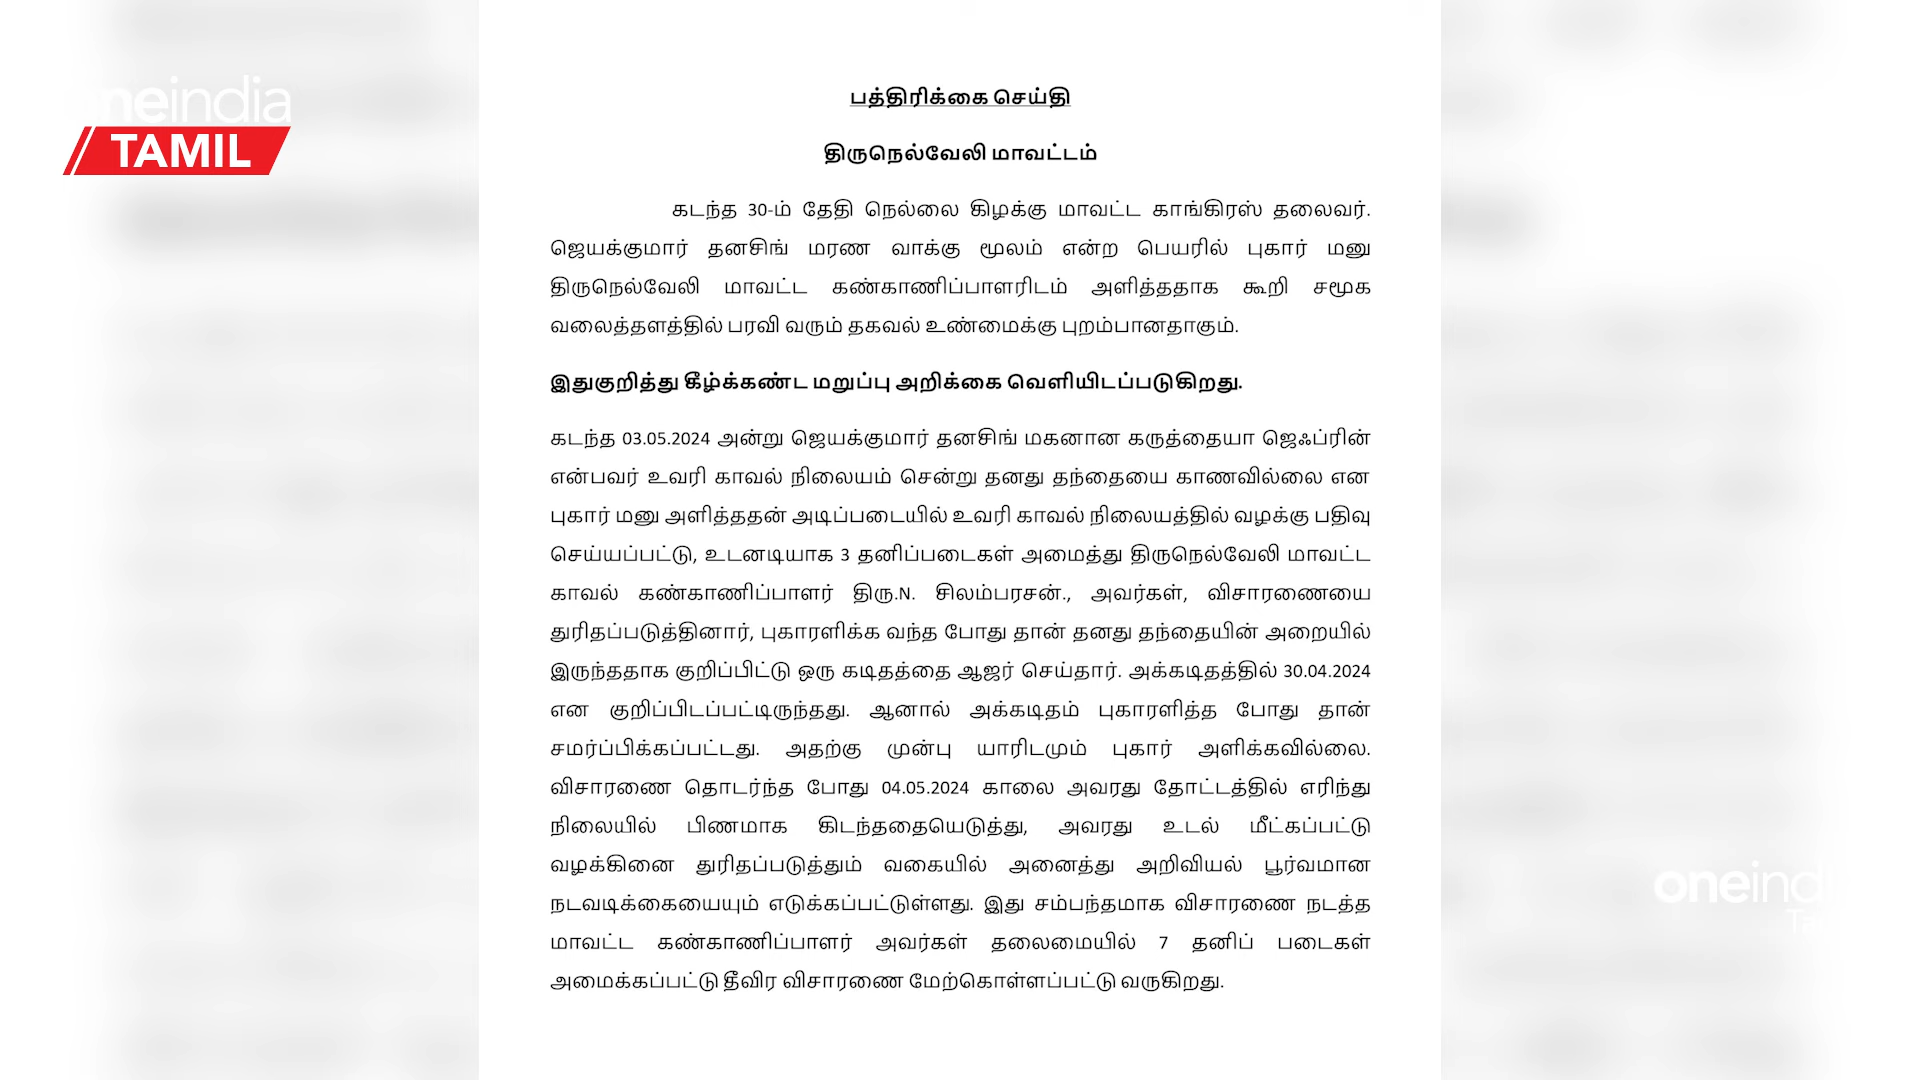 oneindia
TAMIL
பத்திரிக்கை செய்தி
திருநெல்வேலி மாவட்டம்
கடந்த 30-ம் தேதி நெல்லை கிழக்கு மாவட்ட காங்கிரஸ் தலைவர்.
ஜெயக்குமார் தனசிங் மரண வாக்கு மூலம் என்ற பெயரில் புகார் மனு
திருநெல்வேலி மாவட்ட கண்காணிப்பாளரிடம் அளித்ததாக கூறி சமூக
வலைத்தளத்தில் பரவி வரும் தகவல் உண்மைக்கு புறம்பானதாகும்.
இதுகுறித்து கீழ்க்கண்ட மறுப்பு அறிக்கை வெளியிடப்படுகிறது.
கடந்த 03.05.2024 அன்று ஜெயக்குமார் தனசிங் மகனான கருத்தையா ஜெஃப்ரின்
என்பவர் உவரி காவல் நிலையம் சென்று தனது தந்தையை காணவில்லை என
புகார் மனு அளித்ததன் அடிப்படையில் உவரி காவல் நிலையத்தில் வழக்கு பதிவு
செய்யப்பட்டு, உடனடியாக 3 தனிப்படைகள் அமைத்து திருநெல்வேலி மாவட்ட
காவல் கண்காணிப்பாளர் திரு.N. சிலம்பரசன்., அவர்கள், விசாரணையை
துரிதப்படுத்தினார், புகாரளிக்க வந்த போது தான் தனது தந்தையின் அறையில்
இருந்ததாக குறிப்பிட்டு ஒரு கடிதத்தை ஆஜர் செய்தார். அக்கடிதத்தில் 30.04.2024
என குறிப்பிடப்பட்டிருந்தது. ஆனால் அக்கடிதம் புகாரளித்த போது தான்
சமர்ப்பிக்கப்பட்டது. அதற்கு முன்பு யாரிடமும் புகார் அளிக்கவில்லை.
விசாரணை தொடர்ந்த போது 04.05.2024 காலை அவரது தோட்டத்தில் எரிந்து
நிலையில் பிணமாக கிடந்ததையெடுத்து, அவரது உடல் மீட்கப்பட்டு
வழக்கினை துரிதப்படுத்தும் வகையில் அனைத்து அறிவியல் பூர்வமான
நடவடிக்கையையும் எடுக்கப்பட்டுள்ளது. இது சம்பந்தமாக விசாரணை நடத்த
மாவட்ட கண்காணிப்பாளர் அவர்கள் தலைமையில் 7 தனிப் படைகள்
அமைக்கப்பட்டு தீவிர விசாரணை மேற்கொள்ளப்பட்டு வருகிறது.